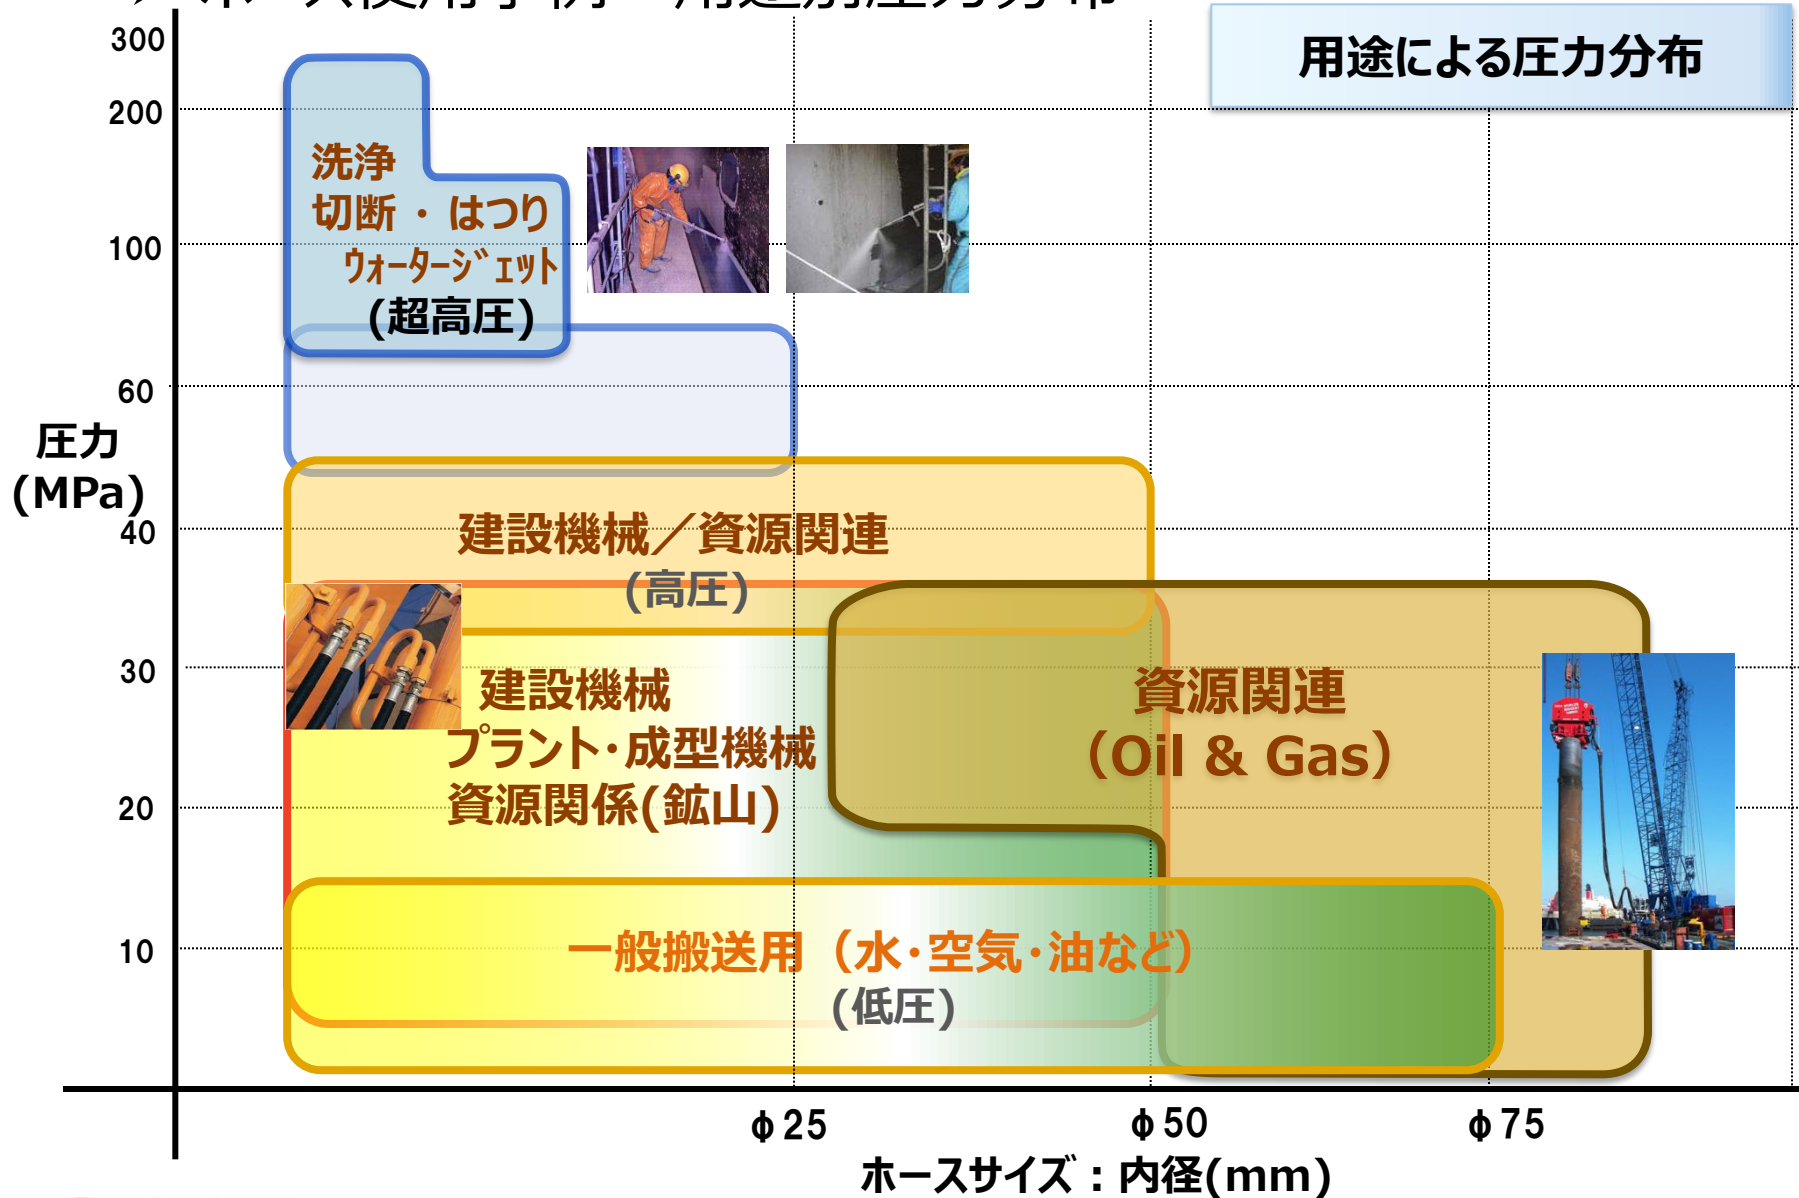 用途による圧力分布
300
200
100
60
40
30
20
10
圧力
(MPa)
洗浄
切断・はつり
ｳｫｰﾀｰｼﾞｪｯﾄ
(超高圧)
建設機械／資源関連
(高圧)
建設機械
プラント・成型機械
資源関係(鉱山)
資源関連
（Oil & Gas）
一般搬送用（水・空気・油など）
(低圧)
φ25
φ50
φ75
ホースサイズ：内径(mm)